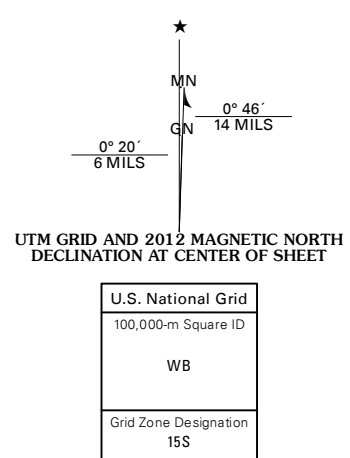 ★
MN
0° 46´
14 MILS
GN
0° 20´
6 MILS
UTM GRID AND 2012 MAGNETIC NORTH
DECLINATION AT CENTER OF SHEET
U.S. National Grid
100,000-m Square ID
WB
Grid Zone Designation
15S